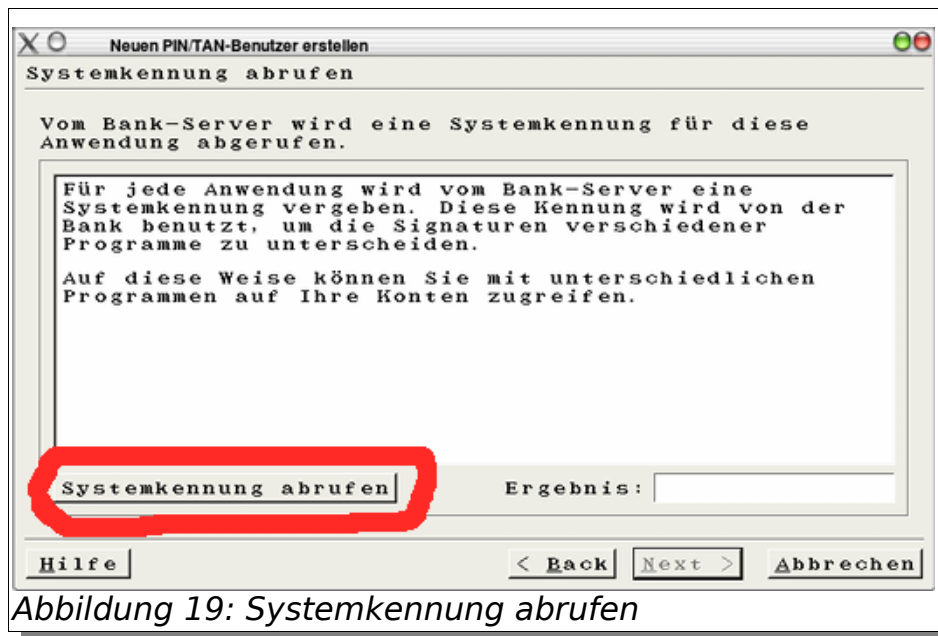 Neuen PIN/TAN-Benutzer erstellen
Systemkennung abrufen
Vom Bank-Server wird eine Systemkennung für diese
Anwendung abgerufen.
Für jede Anwendung wird vom Bank-Server eine
Systemkennung vergeben. Diese Kennung wird von der
Bank benutzt, um die Signaturen verschiedener
Programme zu unterscheiden.
Auf diese Weise können Sie mit unterschiedlichen
Programmen auf Ihre Konten zugreifen.
Systemkennung abrufen Ergebnis:
Hilfe < Back Next > Abbrechen
Abbildung 19: Systemkennung abrufen